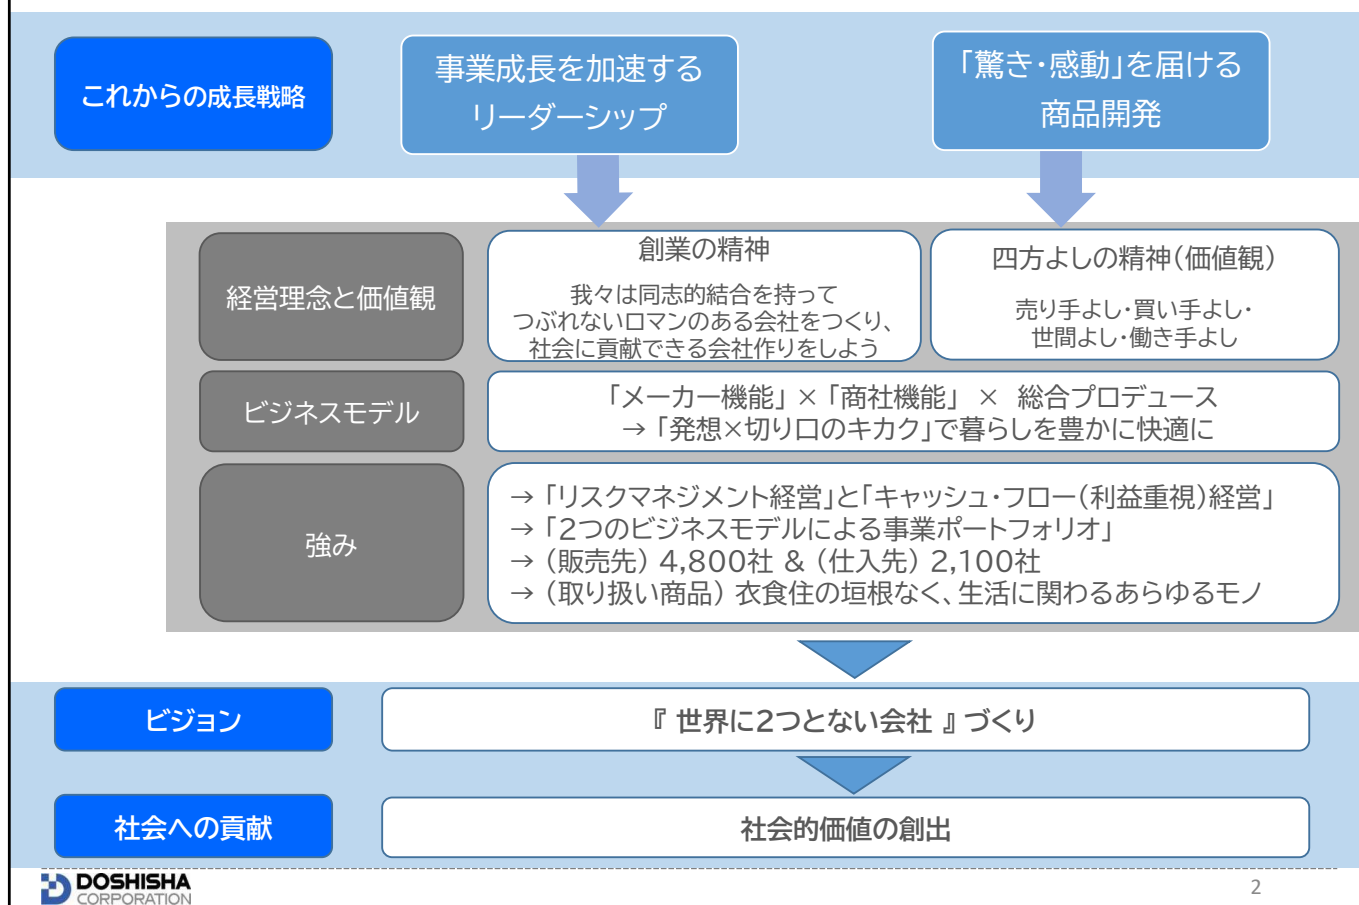 これからの成長戦略
事業成長を加速する
リーダーシップ
「驚き・感動」を届ける
商品開発
経営理念と価値観
創業の精神
我々は同志的結合を持って
つぶれないロマンのある会社をつくり、
社会に貢献できる会社作りをしよう
四方よしの精神(価値観)
売り手よし・買い手よし・
世間よし・働き手よし
ビジネスモデル
「メーカー機能」 × 「商社機能」 × 総合プロデュース
→ 「発想×切り口のキカク」で暮らしを豊かに快適に
強み
→ 「リスクマネジメント経営」と「キャッシュ・フロー(利益重視)経営」
→ 「2つのビジネスモデルによる事業ポートフォリオ」
→ (販売先) 4,800社 & (仕入先) 2,100社
→ (取り扱い商品) 衣食住の垣根なく、生活に関わるあらゆるモノ
ビジョン
『 世界に2つとない会社 』 づくり
社会への貢献
社会的価値の創出
DOSHISHA
CORPORATION
2